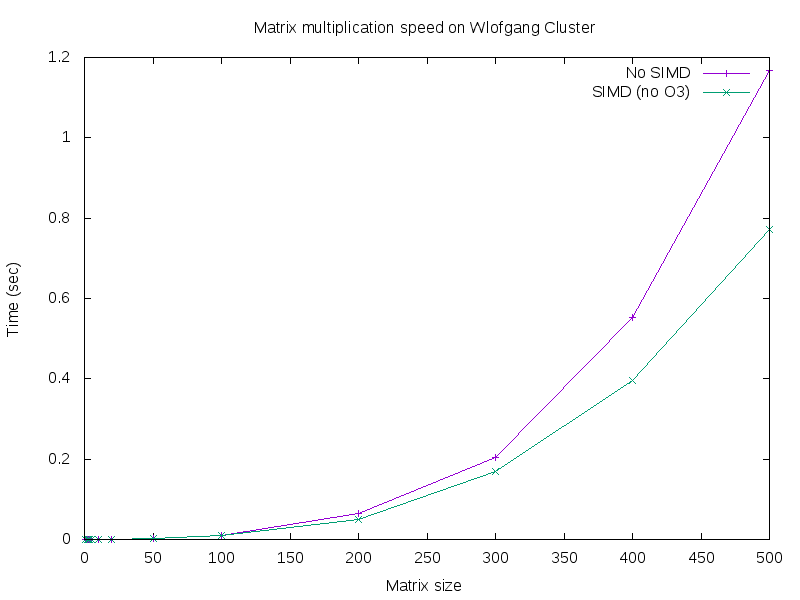 Matrix multiplication speed on Wlofgang Cluster
No SIMD
SIMD (no O3)
1.2
1
0.8
0.6
0.4
0.2
0
Time (sec)
0 50 100 150 200 250 300 350 400 450 500
Matrix size